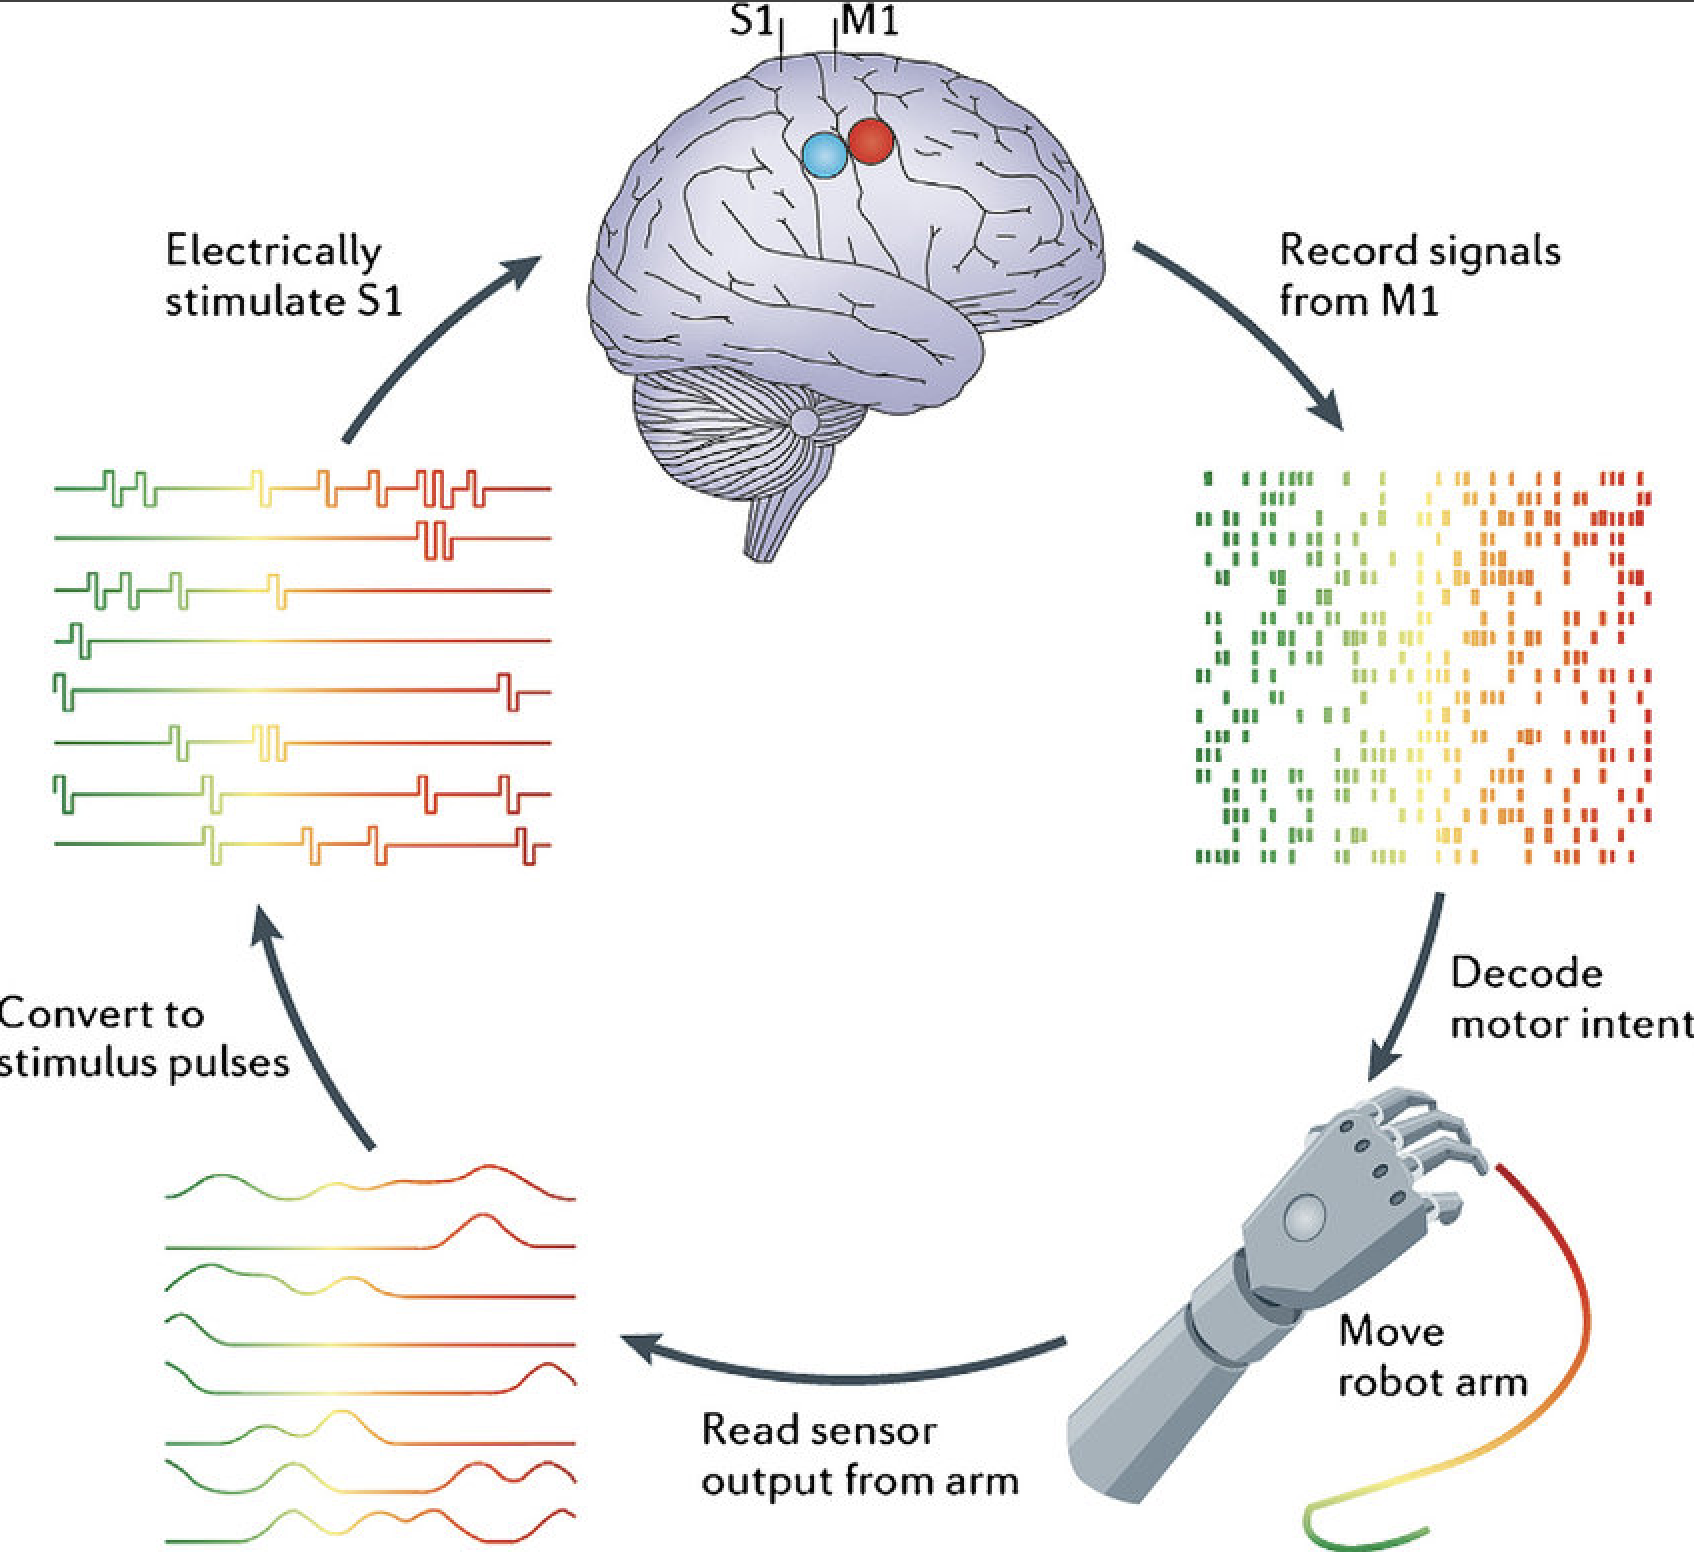 S1 M1
Electrically
stimulate S1
Record signals
from M1
Decode
motor intent
Move
robot arm
Read sensor
output from arm
Convert to
stimulus pulses